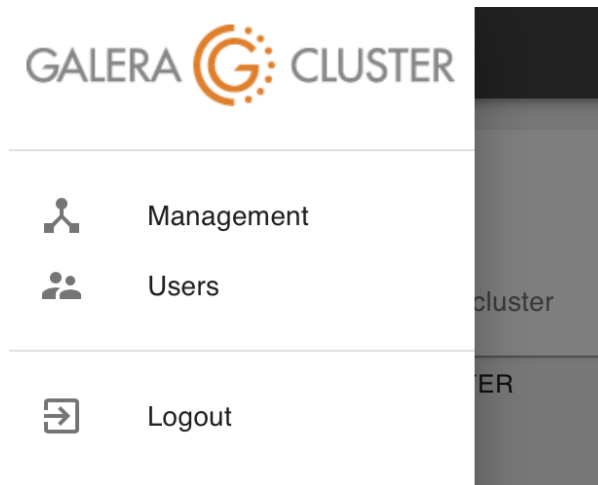 GALERA G CLUSTER
Management
Users
cluster
ER
Logout